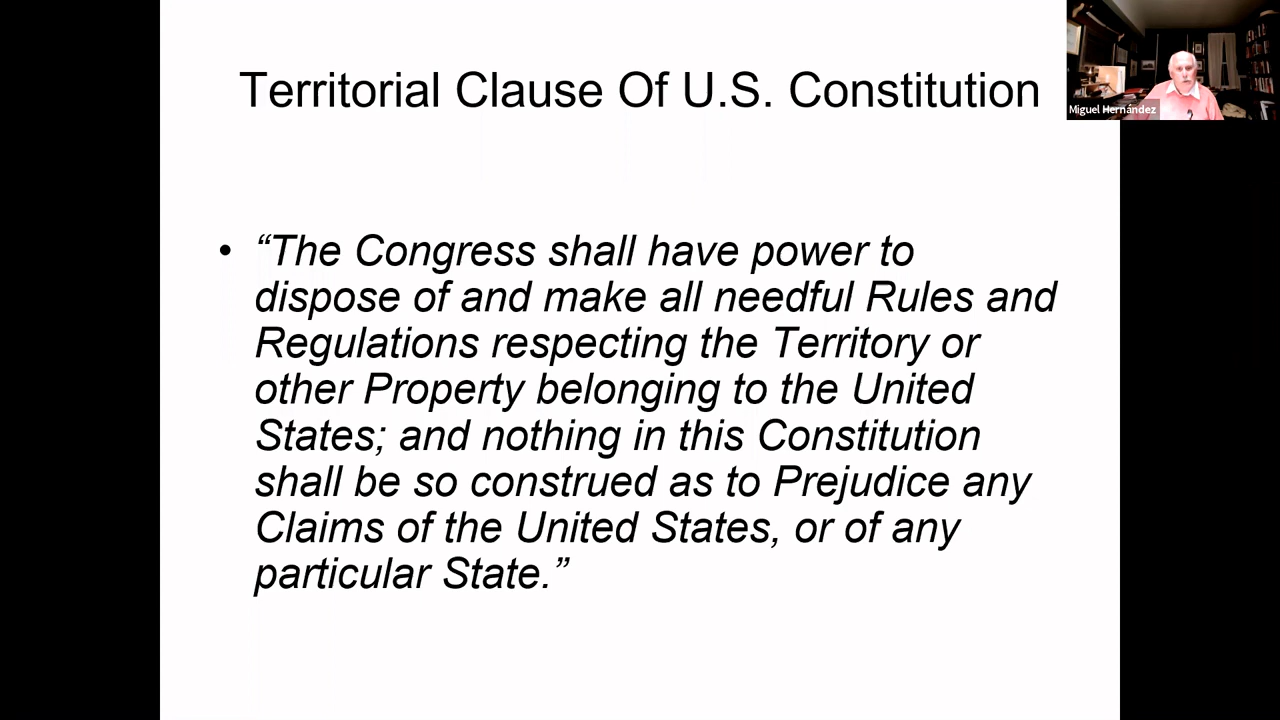 Territorial Clause Of U.S. Constitution
Miguel Hernández
• “The Congress shall have power to
dispose of and make all needful Rules and
Regulations respecting the Territory or
other Property belonging to the United
States; and nothing in this Constitution
shall be so construed as to Prejudice any
Claims of the United States, or of any
particular State.”